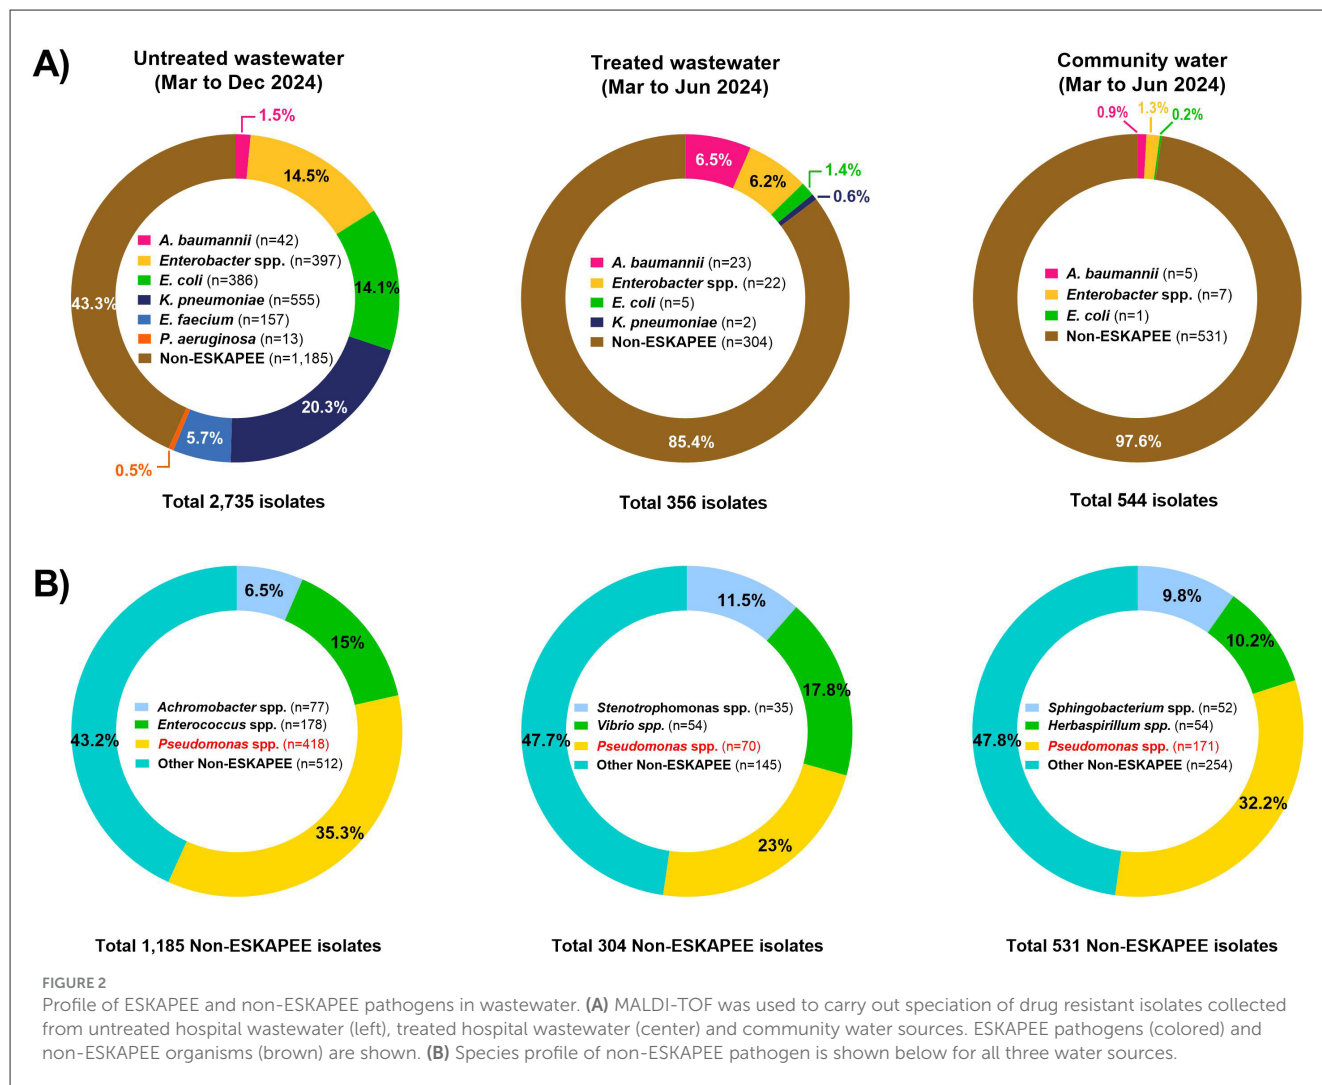 A)
Untreated wastewater
(Mar to Dec 2024)
1.5%
14.5%
14.1%
20.3%
5.7%
0.5%
43.3%
A. baumannii (n=42)
Enterobacter spp. (n=397)
E. coli (n=386)
K. pneumoniae (n=555)
E. faecium (n=157)
P. aeruginosa (n=13)
Non-ESKAPEE (n=1,185)
Total 2,735 isolates
Treated wastewater
(Mar to Jun 2024)
6.5%
6.2%
1.4%
0.6%
85.4%
A. baumannii (n=23)
Enterobacter spp. (n=22)
E. coli (n=5)
K. pneumoniae (n=2)
Non-ESKAPEE (n=304)
Total 356 isolates
Community water
(Mar to Jun 2024)
0.9%
1.3%
0.2%
97.6%
A. baumannii (n=5)
Enterobacter spp. (n=7)
E. coli (n=1)
Non-ESKAPEE (n=531)
Total 544 isolates
B)
6.5%
15%
35.3%
43.2%
Achromobacter spp. (n=77)
Enterococcus spp. (n=178)
Pseudomonas spp. (n=418)
Other Non-ESKAPEE (n=512)
Total 1,185 Non-ESKAPEE isolates
11.5%
17.8%
23%
47.7%
Stenotrophomonas spp. (n=35)
Vibrio spp. (n=54)
Pseudomonas spp. (n=70)
Other Non-ESKAPEE (n=145)
Total 304 Non-ESKAPEE isolates
9.8%
10.2%
32.2%
47.8%
Sphingobacterium spp. (n=52)
Herbaspirillum spp. (n=54)
Pseudomonas spp. (n=171)
Other Non-ESKAPEE (n=254)
Total 531 Non-ESKAPEE isolates
FIGURE 2
Profile of ESKAPEE and non-ESKAPEE pathogens in wastewater. (A) MALDI-TOF was used to carry out speciation of drug resistant isolates collected
from untreated hospital wastewater (left), treated hospital wastewater (center) and community water sources. ESKAPEE pathogens (colored) and
non-ESKAPEE organisms (brown) are shown. (B) Species profile of non-ESKAPEE pathogen is shown below for all three water sources.